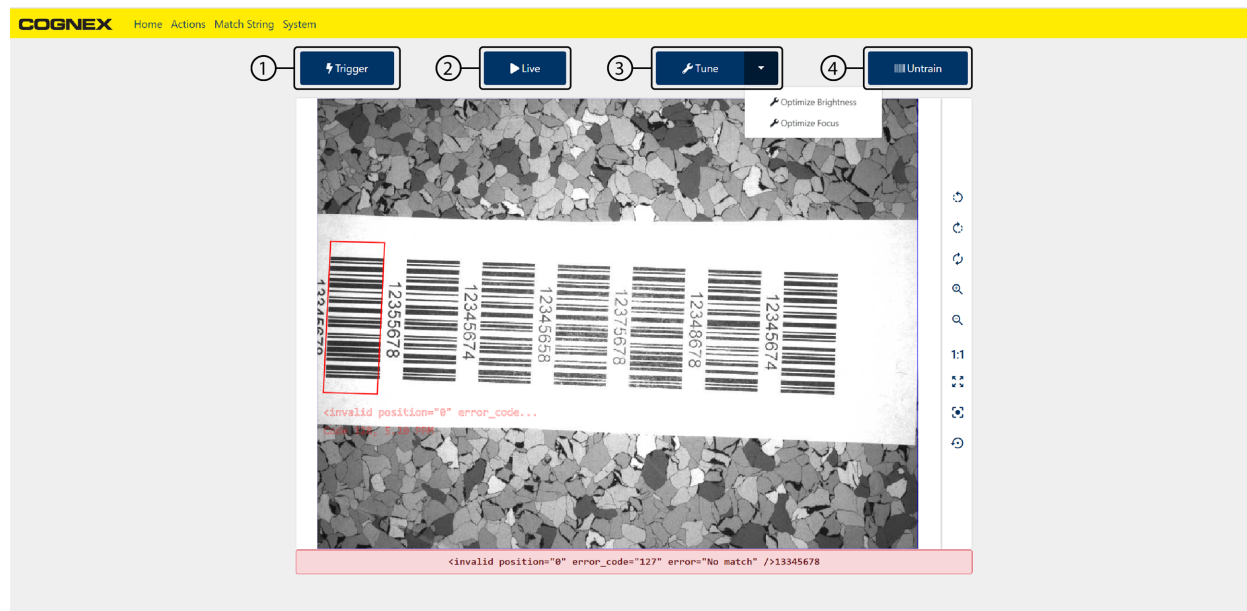 COGNEX Home Actions Match String System
1 Trigger 2 Live 3 Tune 4 Untrain
Optimize Brightness
Optimize Focus
12355678
12345674
12345658
12375678
12348678
12345674
1:1
<invalid position="0" error_code...
<invalid position="0" error_code="127" error="No match" />13345678